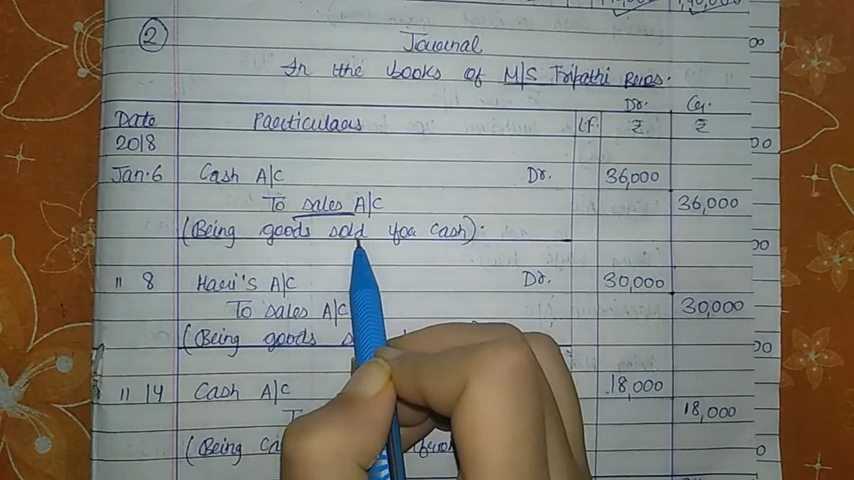 2
Journal
In the books of M/S Tripathi Bros.
Date Particulars L.F. Dr. ₹ Cr. ₹
2018
Jan. 6 Cash A/C Dr. 36,000
To sales A/C 36,000
(Being goods sold for cash).
" 8 Hari's A/C Dr. 30,000
To sales A/C 30,000
(Being goods
" 14 Cash A/C 18,000
18,000
(Being